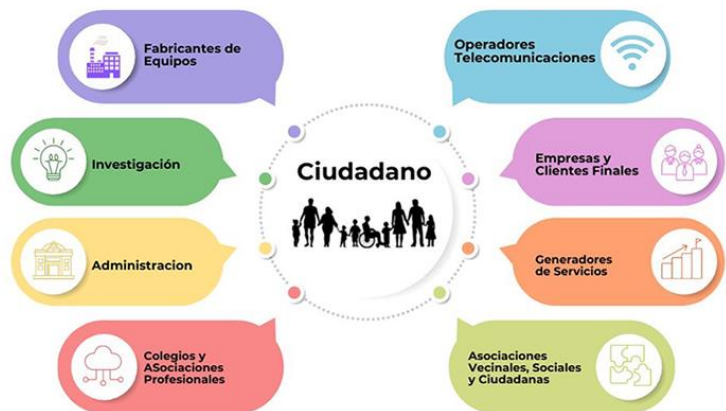 Fabricantes de
Equipos
Operadores
Telecomunicaciones
Investigación
Ciudadano
Empresas y
Clientes Finales
Administracion
Generadores
de Servicios
Colegios y
ASociaciones
Profesionales
Asociaciones
Vecinales, Sociales
y Ciudadanas